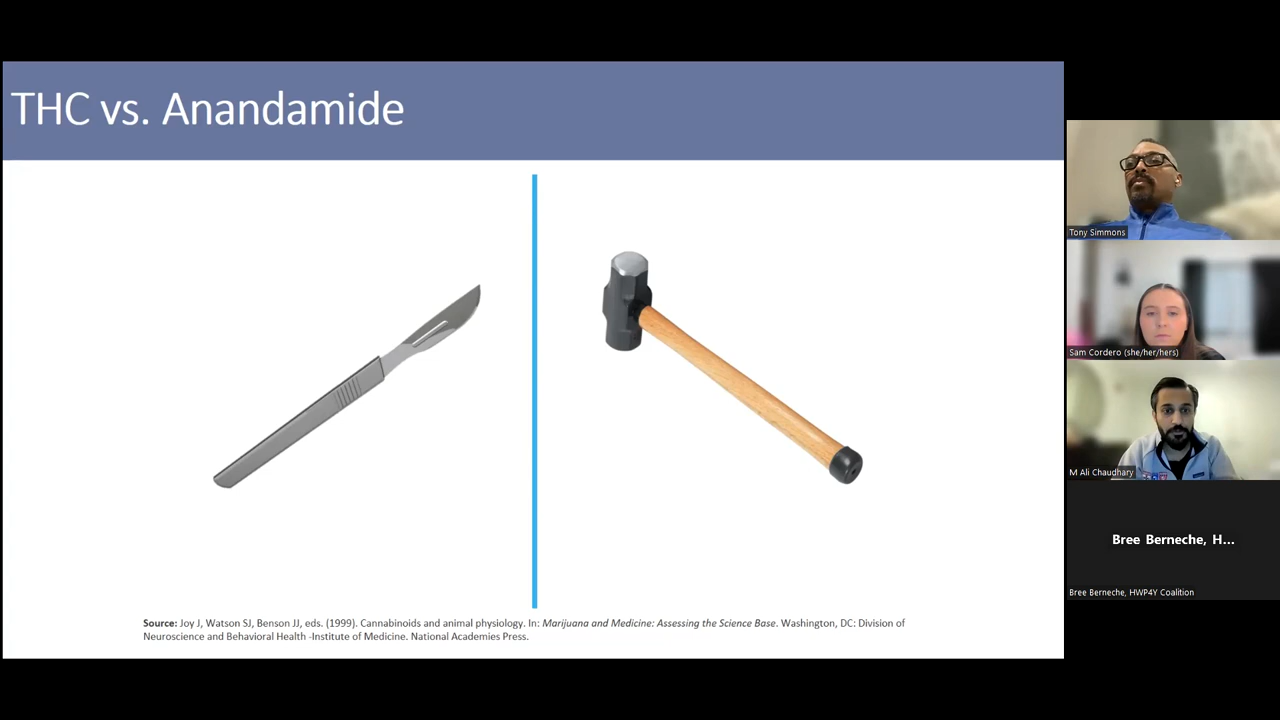 THC vs. Anandamide
Source: Joy J, Watson SJ, Benson JJ, eds. (1999). Cannabinoids and animal physiology. In: Marijuana and Medicine: Assessing the Science Base. Washington, DC: Division of
Neuroscience and Behavioral Health -Institute of Medicine. National Academies Press.
Tony Simmons
Sam Cordero (she/her/hers)
M Ali Chaudhary
Bree Berneche, H...
Bree Berneche, HWP4Y Coalition